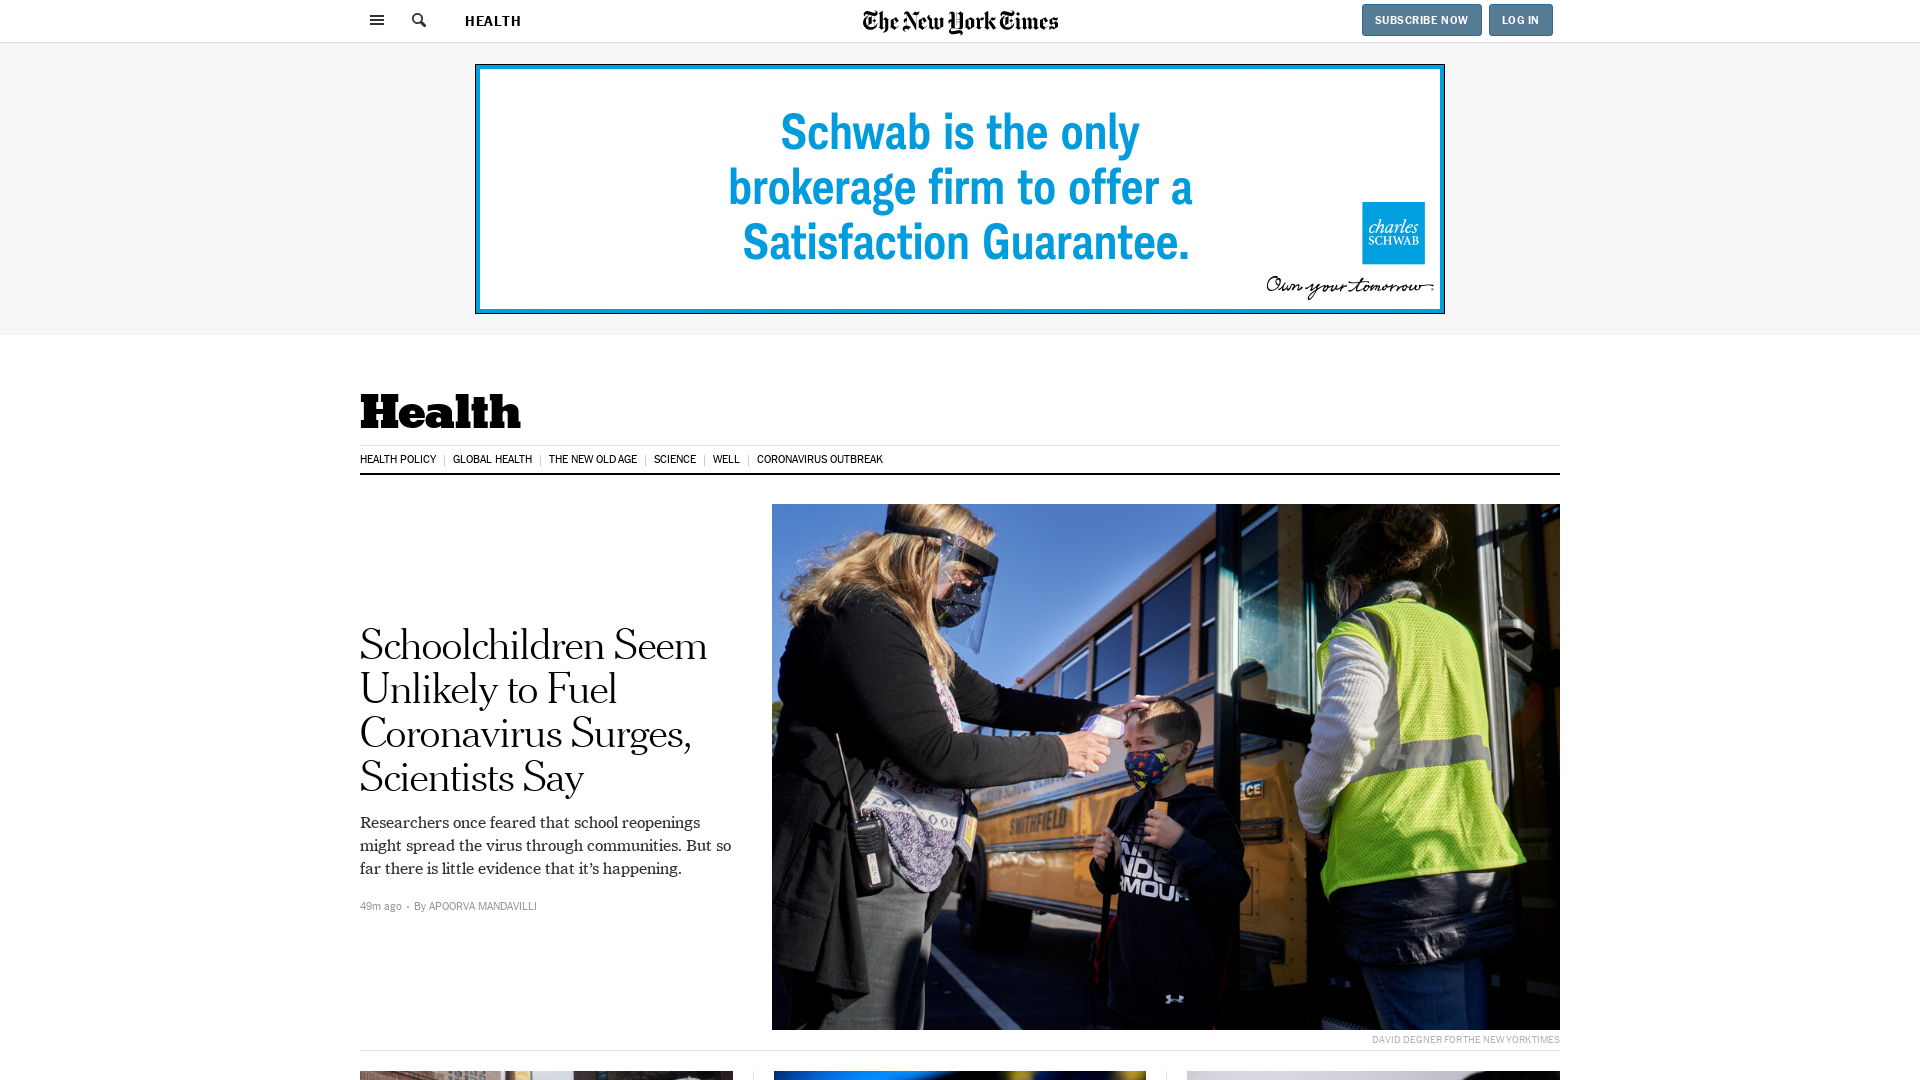 HEALTH
The New York Times
SUBSCRIBE NOW
LOG IN
Schwab is the only
brokerage firm to offer a
Satisfaction Guarantee.
charles
SCHWAB
Own your tomorrow.
Health
HEALTH POLICY
GLOBAL HEALTH
THE NEW OLD AGE
SCIENCE
WELL
CORONAVIRUS OUTBREAK
Schoolchildren Seem
Unlikely to Fuel
Coronavirus Surges,
Scientists Say
Researchers once feared that school reopenings
might spread the virus through communities. But so
far there is little evidence that it’s happening.
49m ago · By APOORVA MANDAVILLI
SMITHFIELD
DAVID DEGNER FOR THE NEW YORK TIMES